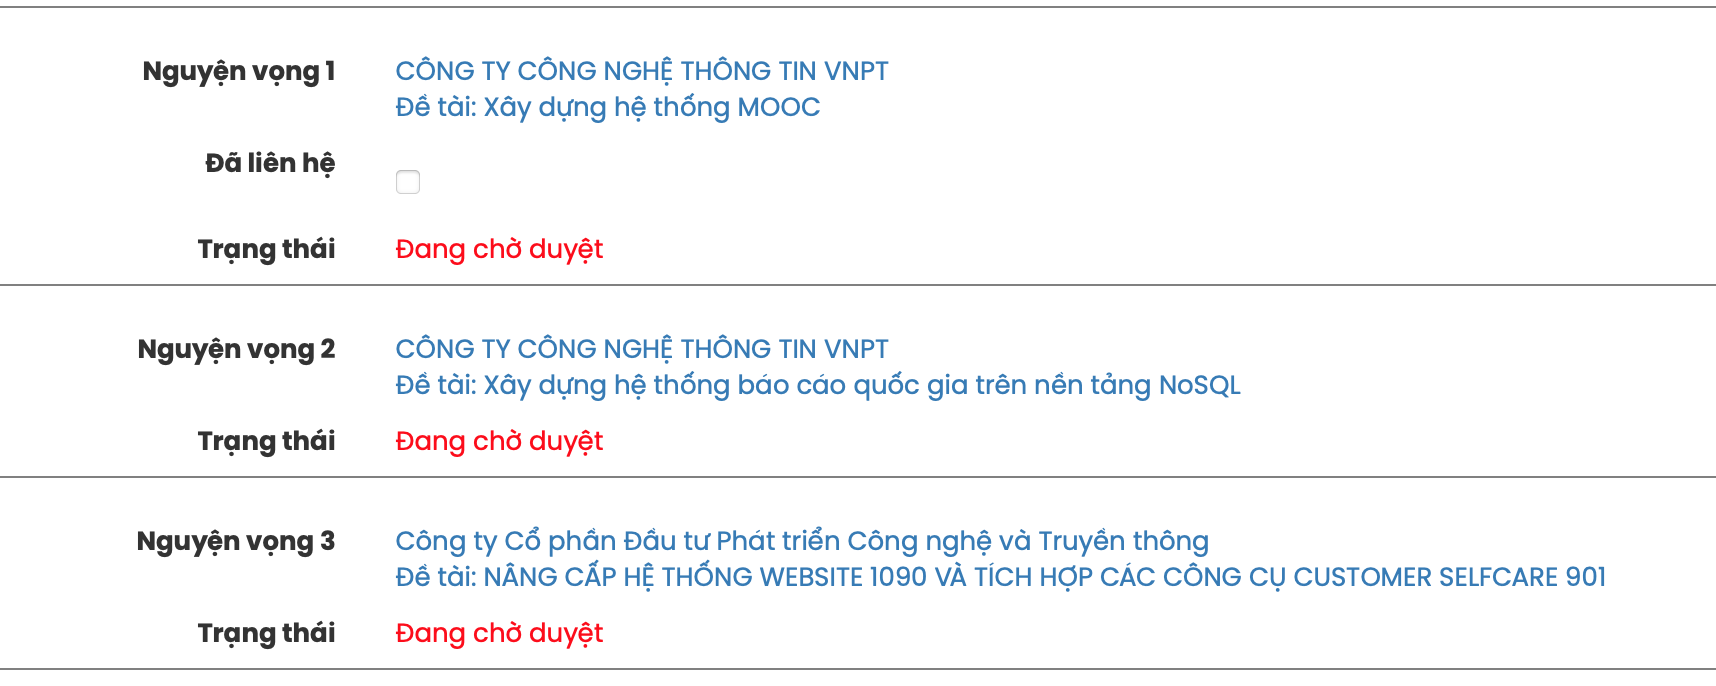 Nguyện vọng 1 CÔNG TY CÔNG NGHỆ THÔNG TIN VNPT
Đề tài: Xây dựng hệ thống MOOC
Đã liên hệ
Trạng thái Đang chờ duyệt
Nguyện vọng 2 CÔNG TY CÔNG NGHỆ THÔNG TIN VNPT
Đề tài: Xây dựng hệ thống báo cáo quốc gia trên nền tảng NoSQL
Trạng thái Đang chờ duyệt
Nguyện vọng 3 Công ty Cổ phần Đầu tư Phát triển Công nghệ và Truyền thông
Đề tài: NÂNG CẤP HỆ THỐNG WEBSITE 1090 VÀ TÍCH HỢP CÁC CÔNG CỤ CUSTOMER SELFCARE 901
Trạng thái Đang chờ duyệt